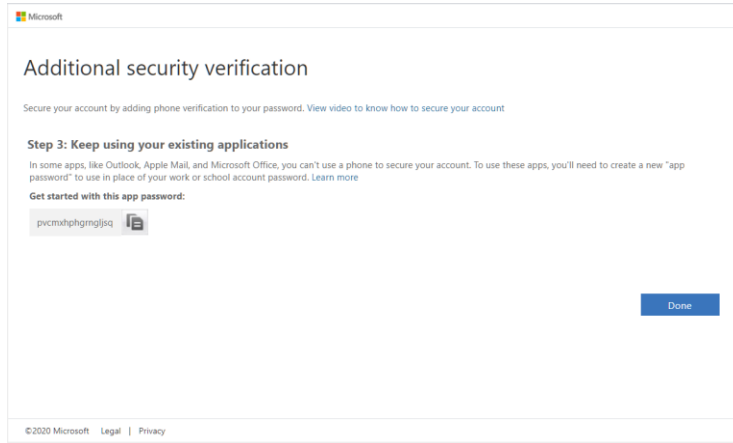 Microsoft
Additional security verification
Secure your account by adding phone verification to your password. View video to know how to secure your account
Step 3: Keep using your existing applications
In some apps, like Outlook, Apple Mail, and Microsoft Office, you can't use a phone to secure your account. To use these apps, you'll need to create a new "app
password" to use in place of your work or school account password. Learn more
Get started with this app password:
pvcmxhphgrngljsq
Done
©2020 Microsoft Legal | Privacy